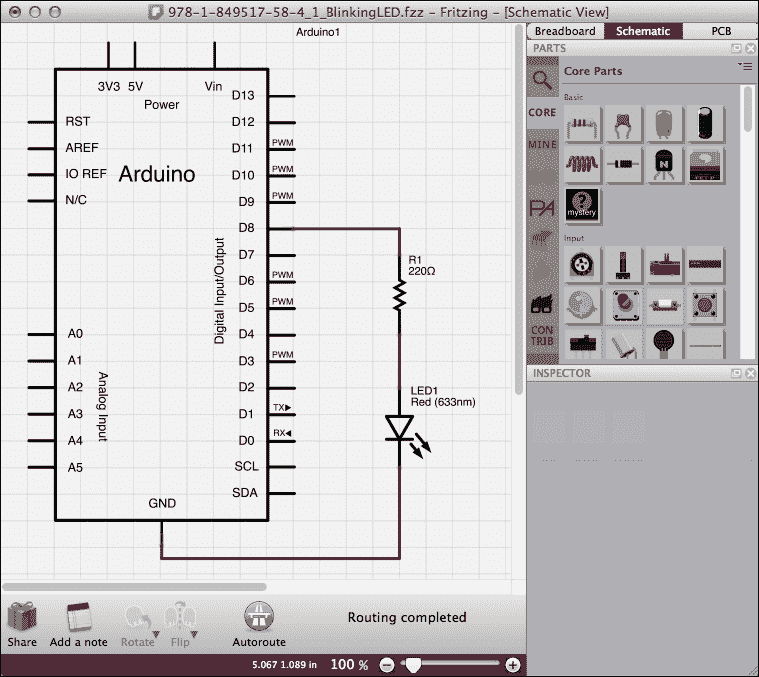 978-1-849517-58-4_1_BlinkingLED.fzz – Fritzing – [Schematic View]
Arduino1
Breadboard
Schematic
PCB
PARTS
Core Parts
CORE
MINE
PA
CON
TRIB
Basic
mystery
Input
INSPECTOR
3V3 5V
Vin
Power
RST
AREF
IO REF
N/C
Arduino
A0
A1
A2
A3
A4
A5
Analog Input
Digital Input/Output
D13
D12
D11 PWM
D10 PWM
D9 PWM
D8
D7
D6 PWM
D5 PWM
D4
D3 PWM
D2
D1 TX▶
D0 RX◀
SCL
SDA
GND
R1
220Ω
LED1
Red (633nm)
Share
Add a note
Rotate
Flip
Autoroute
Routing completed
5.067 1.089 in
100 %